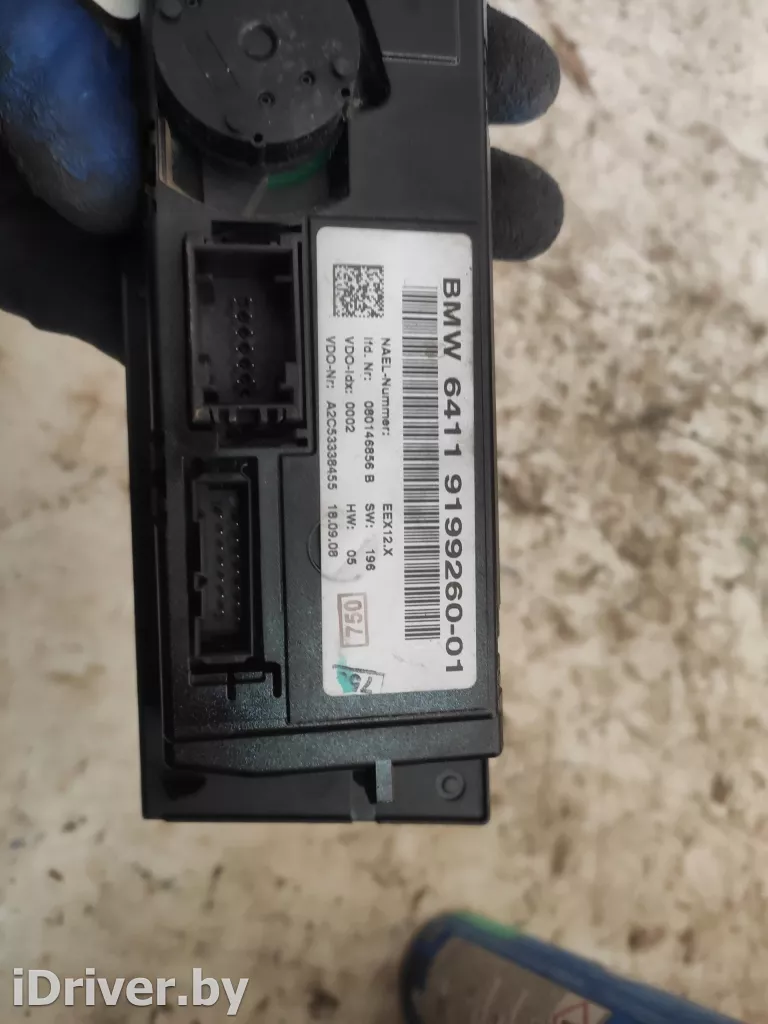 BMW 6411 9199260-01
NAEL-Nummer: EEX12.X
lfd. Nr: 080146856 B SW: 196
VDO-Idx: 0002 HW: 05
VDO-Nr: A2C53338455 18.09.08
750
iDriver.by